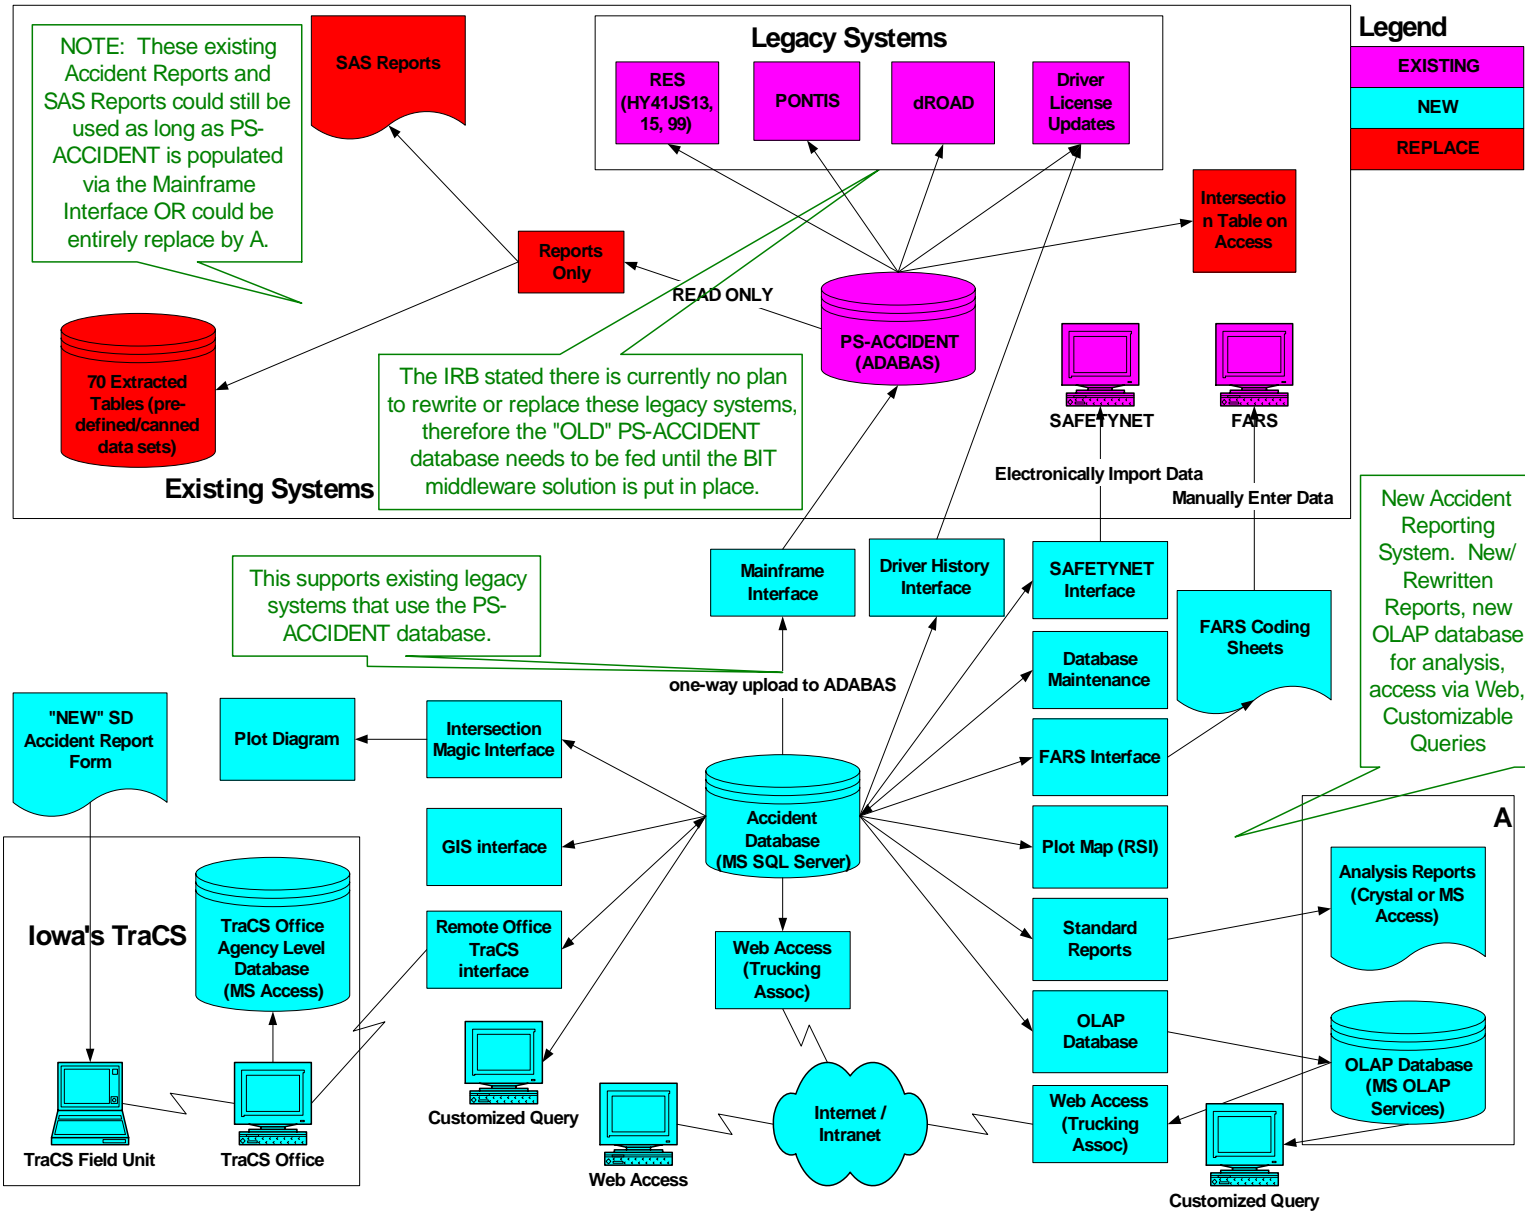 NOTE: These existing
Accident Reports and
SAS Reports could still be
used as long as PS-
ACCIDENT is populated
via the Mainframe
Interface OR could be
entirely replace by A.
SAS Reports
Legacy Systems
RES
(HY41JS13,
15, 99)
PONTIS
dROAD
Driver
License
Updates
Legend
EXISTING
NEW
REPLACE
Intersectio
n Table on
Access
Reports
Only
READ ONLY
PS-ACCIDENT
(ADABAS)
70 Extracted
Tables (pre-
defined/canned
data sets)
The IRB stated there is currently no plan
to rewrite or replace these legacy systems,
therefore the "OLD" PS-ACCIDENT
database needs to be fed until the BIT
middleware solution is put in place.
SAFETYNET
FARS
Electronically Import Data
Manually Enter Data
Existing Systems
New Accident
Reporting
System. New/
Rewritten
Reports, new
OLAP database
for analysis,
access via Web,
Customizable
Queries
This supports existing legacy
systems that use the PS-
ACCIDENT database.
Mainframe
Interface
Driver History
Interface
SAFETYNET
Interface
FARS Coding
Sheets
Database
Maintenance
one-way upload to ADABAS
"NEW" SD
Accident Report
Form
Plot Diagram
Intersection
Magic Interface
FARS Interface
Accident
Database
(MS SQL Server)
GIS interface
Plot Map (RSI)
A
Analysis Reports
(Crystal or MS
Access)
Iowa's TraCS
TraCS Office
Agency Level
Database
(MS Access)
Remote Office
TraCS
interface
Web Access
(Trucking
Assoc)
Standard
Reports
OLAP
Database
OLAP Database
(MS OLAP
Services)
Customized Query
Internet /
Intranet
Web Access
(Trucking
Assoc)
TraCS Field Unit
TraCS Office
Web Access
Customized Query